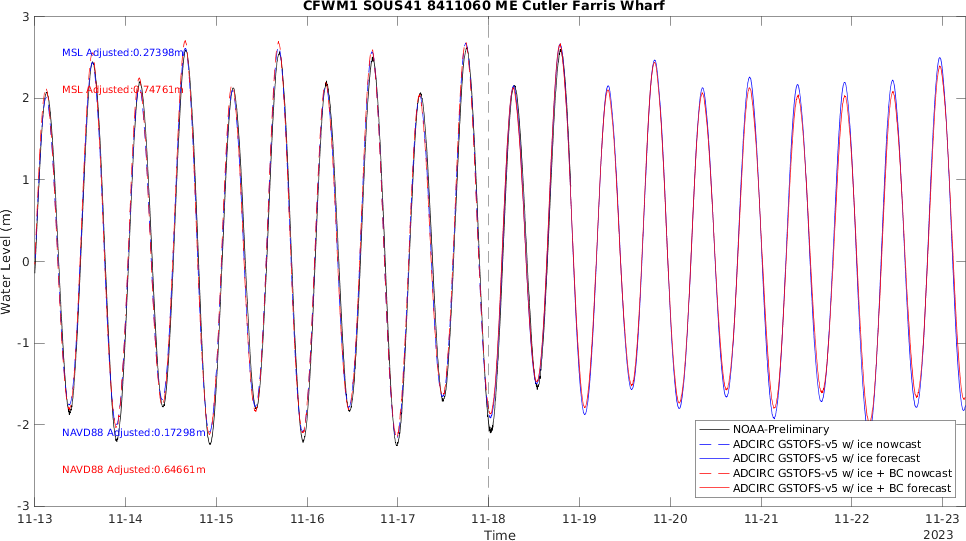 CFWM1 SOUS41 8411060 ME Cutler Farris Wharf
3
2
1
0
-1
-2
-3
Water Level (m)
MSL Adjusted:0.27398m
MSL Adjusted:0.74761m
NAVD88 Adjusted:0.17298m
NAVD88 Adjusted:0.64661m
NOAA-Preliminary
ADCIRC GSTOFS-v5 w/ ice nowcast
ADCIRC GSTOFS-v5 w/ ice forecast
ADCIRC GSTOFS-v5 w/ ice + BC nowcast
ADCIRC GSTOFS-v5 w/ ice + BC forecast
11-13 11-14 11-15 11-16 11-17 11-18 11-19 11-20 11-21 11-22 11-23
Time
2023